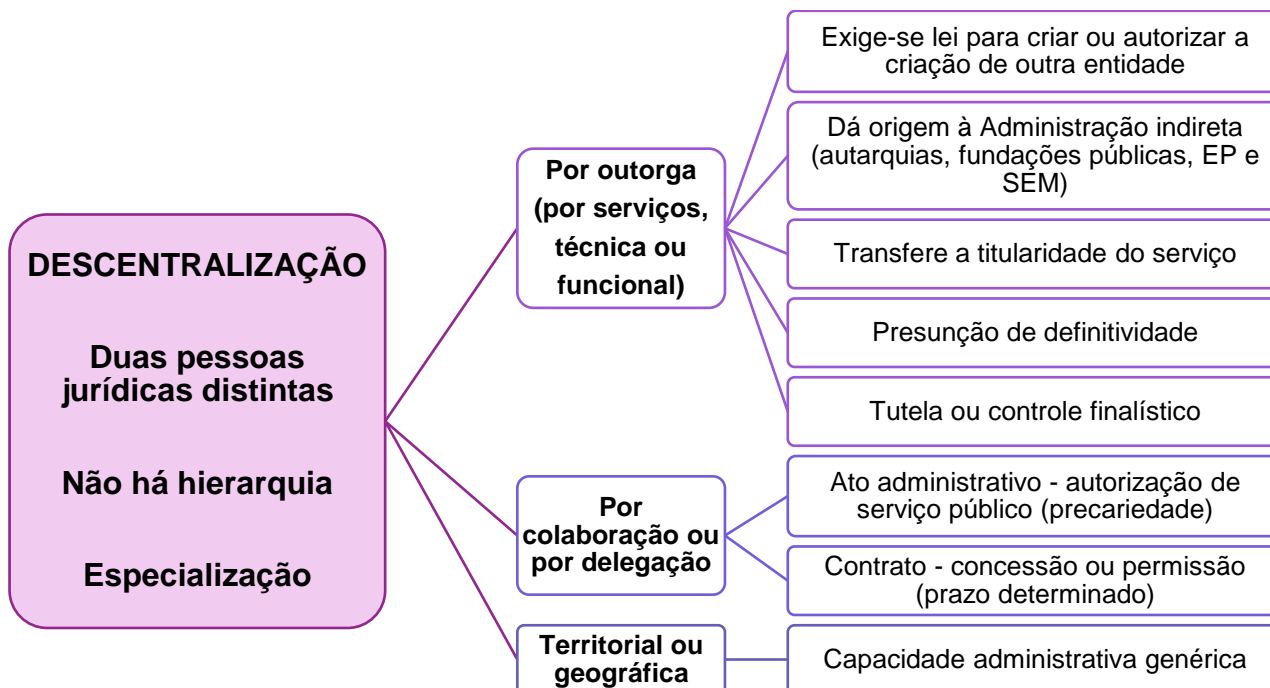 DESCENTRALIZAÇÃO
Duas pessoas
jurídicas distintas
Não há hierarquia
Especialização
Por outorga
(por serviços,
técnica ou
funcional)
Exige-se lei para criar ou autorizar a
criação de outra entidade
Dá origem à Administração indireta
(autarquias, fundações públicas, EP e
SEM)
Transfere a titularidade do serviço
Presunção de definitividade
Tutela ou controle finalístico
Por
colaboração ou
por delegação
Ato administrativo - autorização de
serviço público (precariedade)
Contrato - concessão ou permissão
(prazo determinado)
Territorial ou
geográfica
Capacidade administrativa genérica